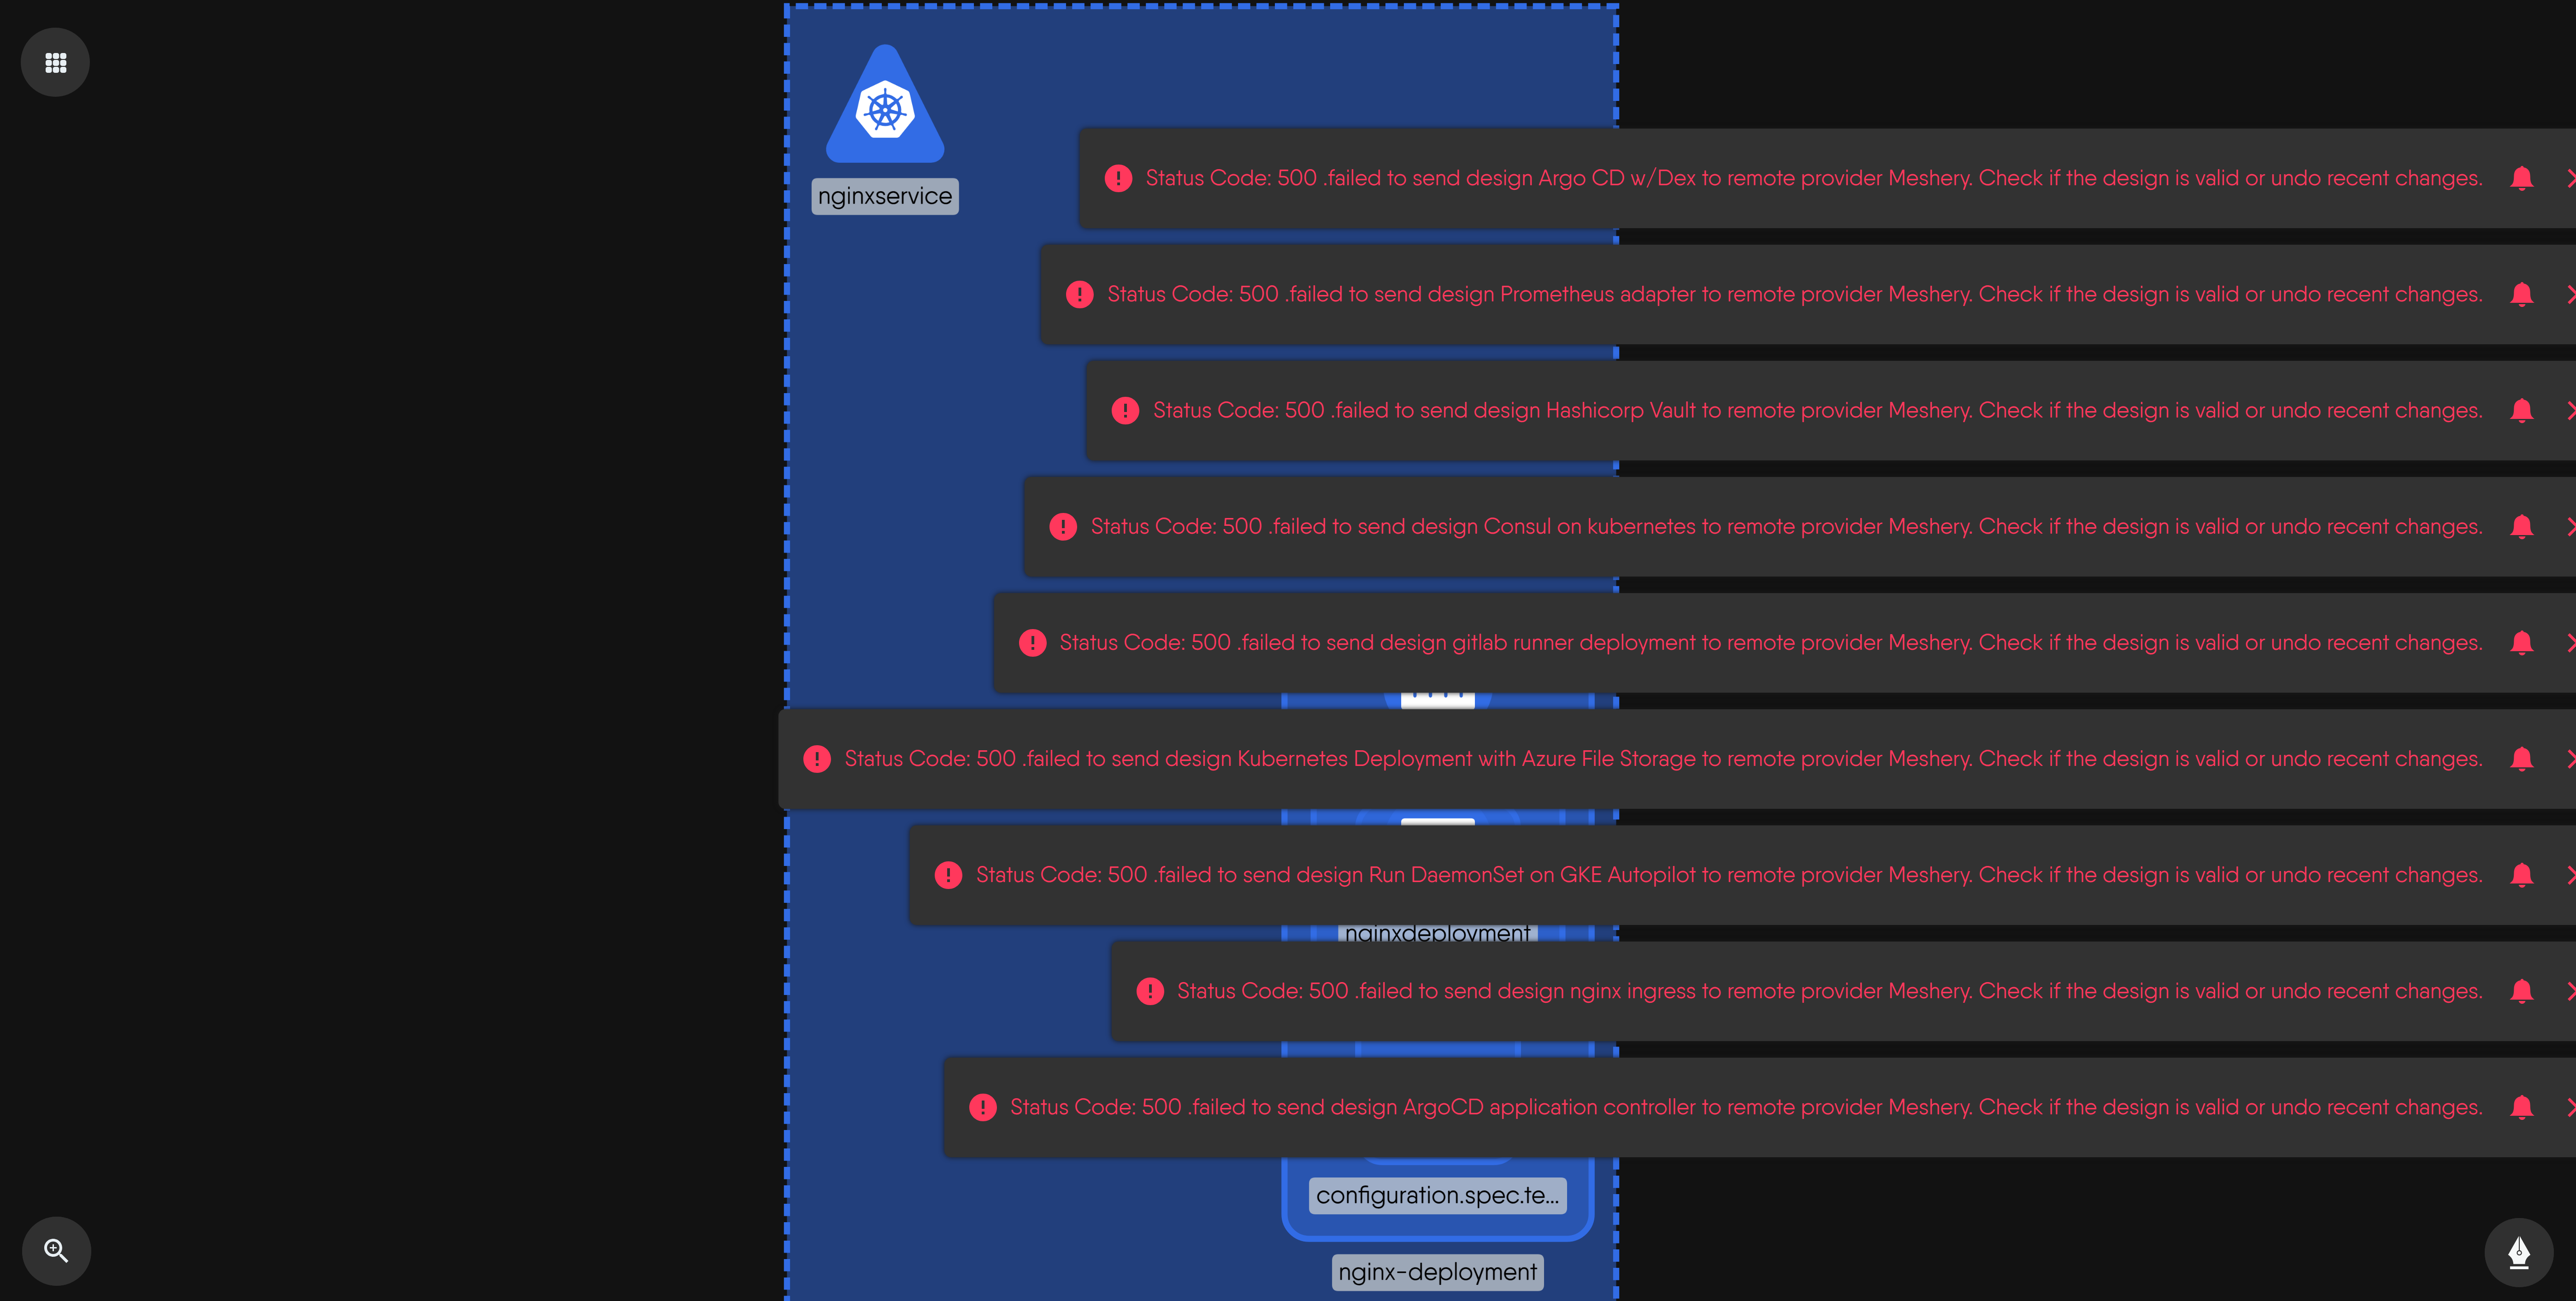 nginxservice
Status Code: 500 .failed to send design Argo CD w/Dex to remote provider Meshery. Check if the design is valid or undo recent changes.
Status Code: 500 .failed to send design Prometheus adapter to remote provider Meshery. Check if the design is valid or undo recent changes.
Status Code: 500 .failed to send design Hashicorp Vault to remote provider Meshery. Check if the design is valid or undo recent changes.
Status Code: 500 .failed to send design Consul on kubernetes to remote provider Meshery. Check if the design is valid or undo recent changes.
Status Code: 500 .failed to send design gitlab runner deployment to remote provider Meshery. Check if the design is valid or undo recent changes.
Status Code: 500 .failed to send design Kubernetes Deployment with Azure File Storage to remote provider Meshery. Check if the design is valid or undo recent changes.
Status Code: 500 .failed to send design Run DaemonSet on GKE Autopilot to remote provider Meshery. Check if the design is valid or undo recent changes.
nginxdeployment
Status Code: 500 .failed to send design nginx ingress to remote provider Meshery. Check if the design is valid or undo recent changes.
Status Code: 500 .failed to send design ArgoCD application controller to remote provider Meshery. Check if the design is valid or undo recent changes.
configuration.spec.te...
nginx-deployment